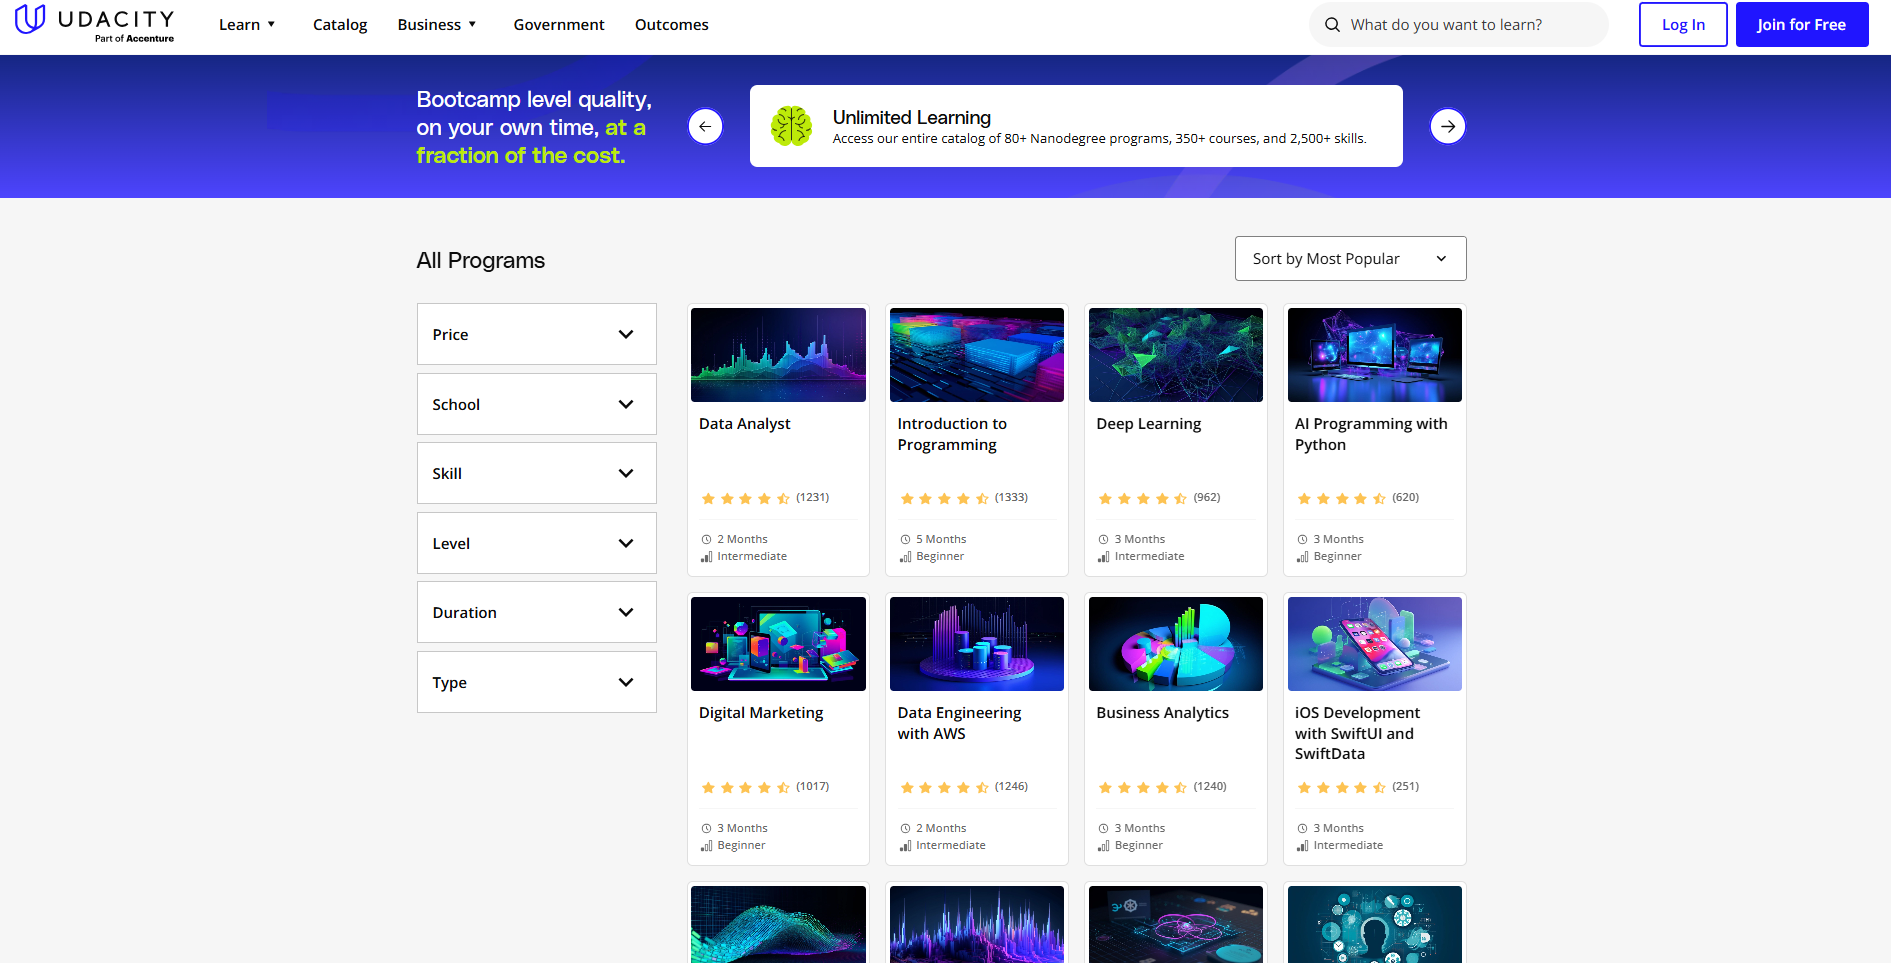 UDACITY
Part of Accenture
Learn
Catalog
Business
Government
Outcomes
What do you want to learn?
Log In
Join for Free
Bootcamp level quality,
on your own time, at a
fraction of the cost.
Unlimited Learning
Access our entire catalog of 80+ Nanodegree programs, 350+ courses, and 2,500+ skills.
All Programs
Sort by Most Popular
Price
School
Skill
Level
Duration
Type
Data Analyst
(1231)
2 Months
Intermediate
Introduction to
Programming
(1333)
5 Months
Beginner
Deep Learning
(962)
3 Months
Intermediate
AI Programming with
Python
(620)
3 Months
Beginner
Digital Marketing
(1017)
3 Months
Beginner
Data Engineering
with AWS
(1246)
2 Months
Intermediate
Business Analytics
(1240)
3 Months
Beginner
iOS Development
with SwiftUI and
SwiftData
(251)
3 Months
Intermediate